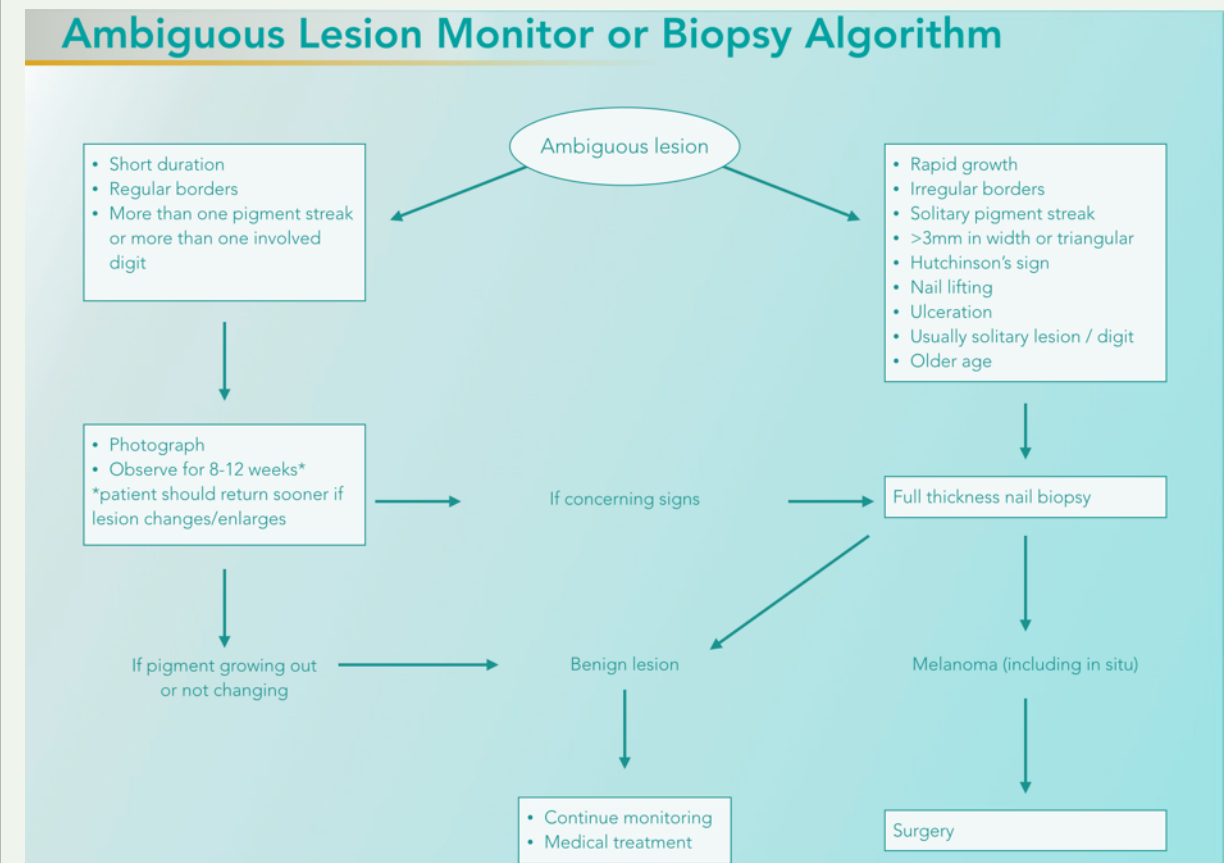 Ambiguous Lesion Monitor or Biopsy Algorithm
Ambiguous lesion
• Short duration
• Regular borders
• More than one pigment streak
or more than one involved
digit
• Rapid growth
• Irregular borders
• Solitary pigment streak
• >3mm in width or triangular
• Hutchinson’s sign
• Nail lifting
• Ulceration
• Usually solitary lesion / digit
• Older age
• Photograph
• Observe for 8-12 weeks*
*patient should return sooner if
lesion changes/enlarges
If concerning signs
Full thickness nail biopsy
If pigment growing out
or not changing
Benign lesion
Melanoma (including in situ)
• Continue monitoring
• Medical treatment
Surgery